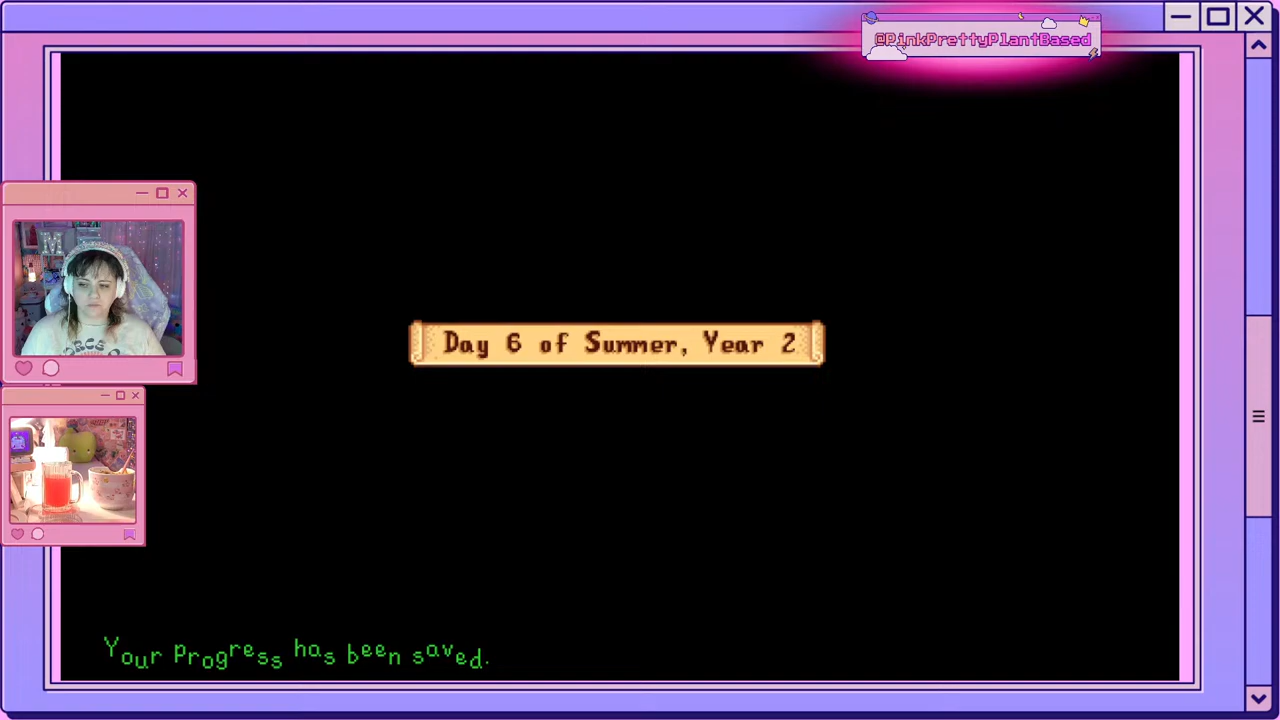 @PinkPrettyPlantBased
M
Day 6 of Summer, Year 2
Your progress has been saved.